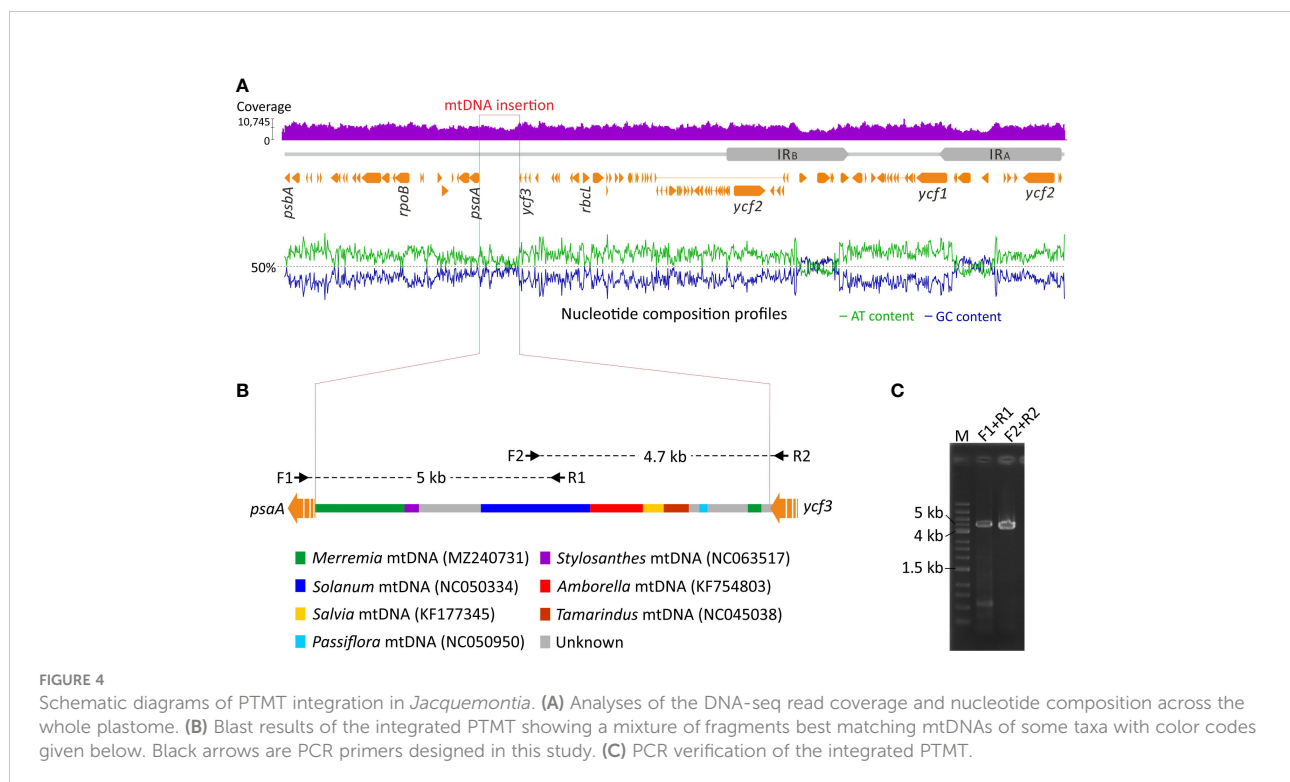 A
Coverage
10,745
0
mtDNA insertion
IRB
IRA
psbA
rpoB
psaA
ycf3
rbcL
ycf2
ycf1
ycf2
50%
Nucleotide composition profiles
– AT content – GC content
B
F2 4.7 kb R2
F1 5 kb R1
psaA
ycf3
Merremia mtDNA (MZ240731)
Stylosanthes mtDNA (NC063517)
Solanum mtDNA (NC050334)
Amborella mtDNA (KF754803)
Salvia mtDNA (KF177345)
Tamarindus mtDNA (NC045038)
Passiflora mtDNA (NC050950)
Unknown
C
M F1+R1 F2+R2
5 kb
4 kb
1.5 kb
FIGURE 4
Schematic diagrams of PTMT integration in Jacquemontia. (A) Analyses of the DNA-seq read coverage and nucleotide composition across the
whole plastome. (B) Blast results of the integrated PTMT showing a mixture of fragments best matching mtDNAs of some taxa with color codes
given below. Black arrows are PCR primers designed in this study. (C) PCR verification of the integrated PTMT.